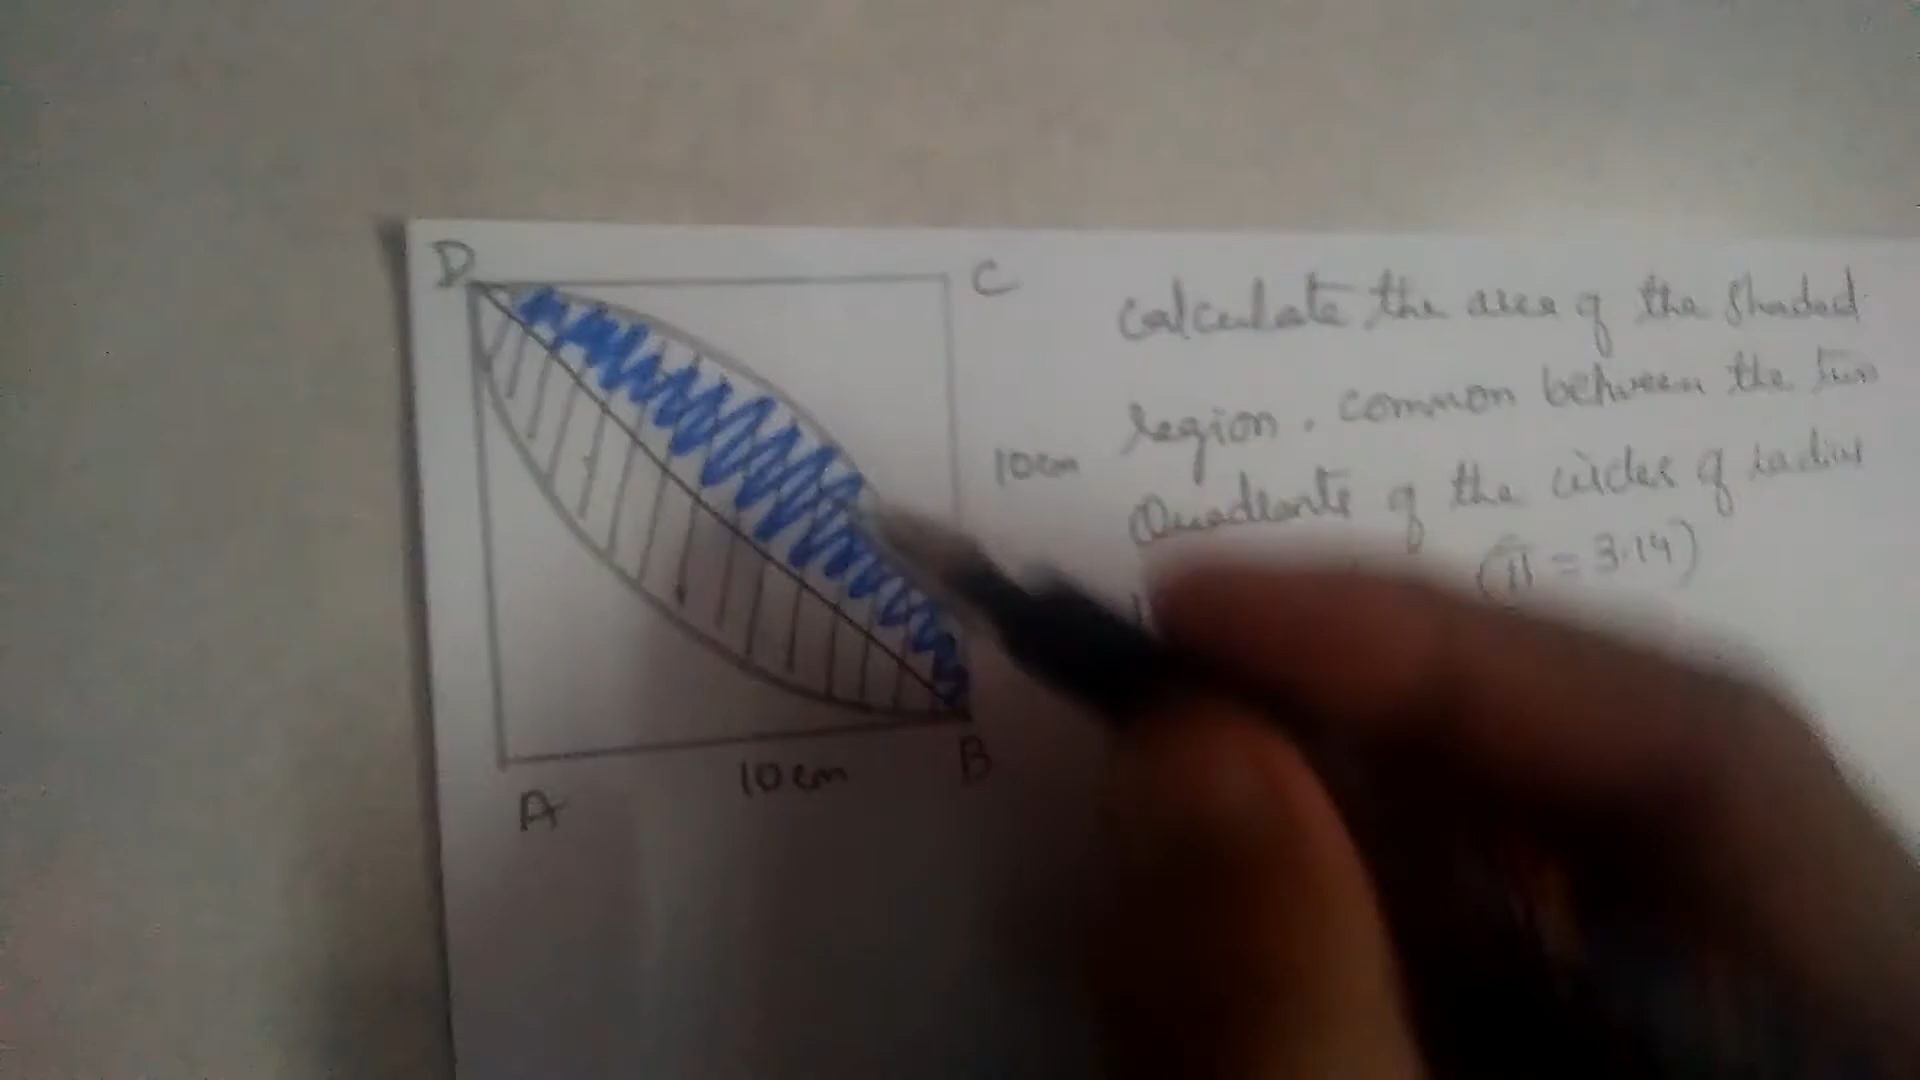 D
C
calculate the area of the shaded
region. common between the two
10cm
Quadrants of the circles of radius
(π = 3.14)
10cm
B
A